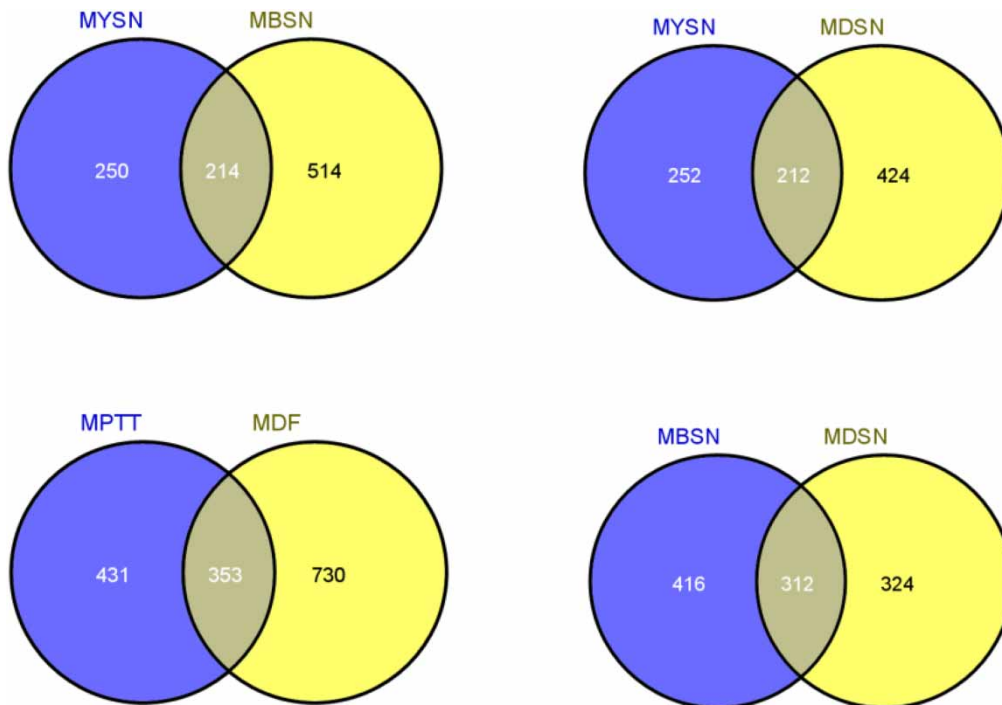 MYSN MBSN
250 214 514
MYSN MDSN
252 212 424
MPTT MDF
431 353 730
MBSN MDSN
416 312 324